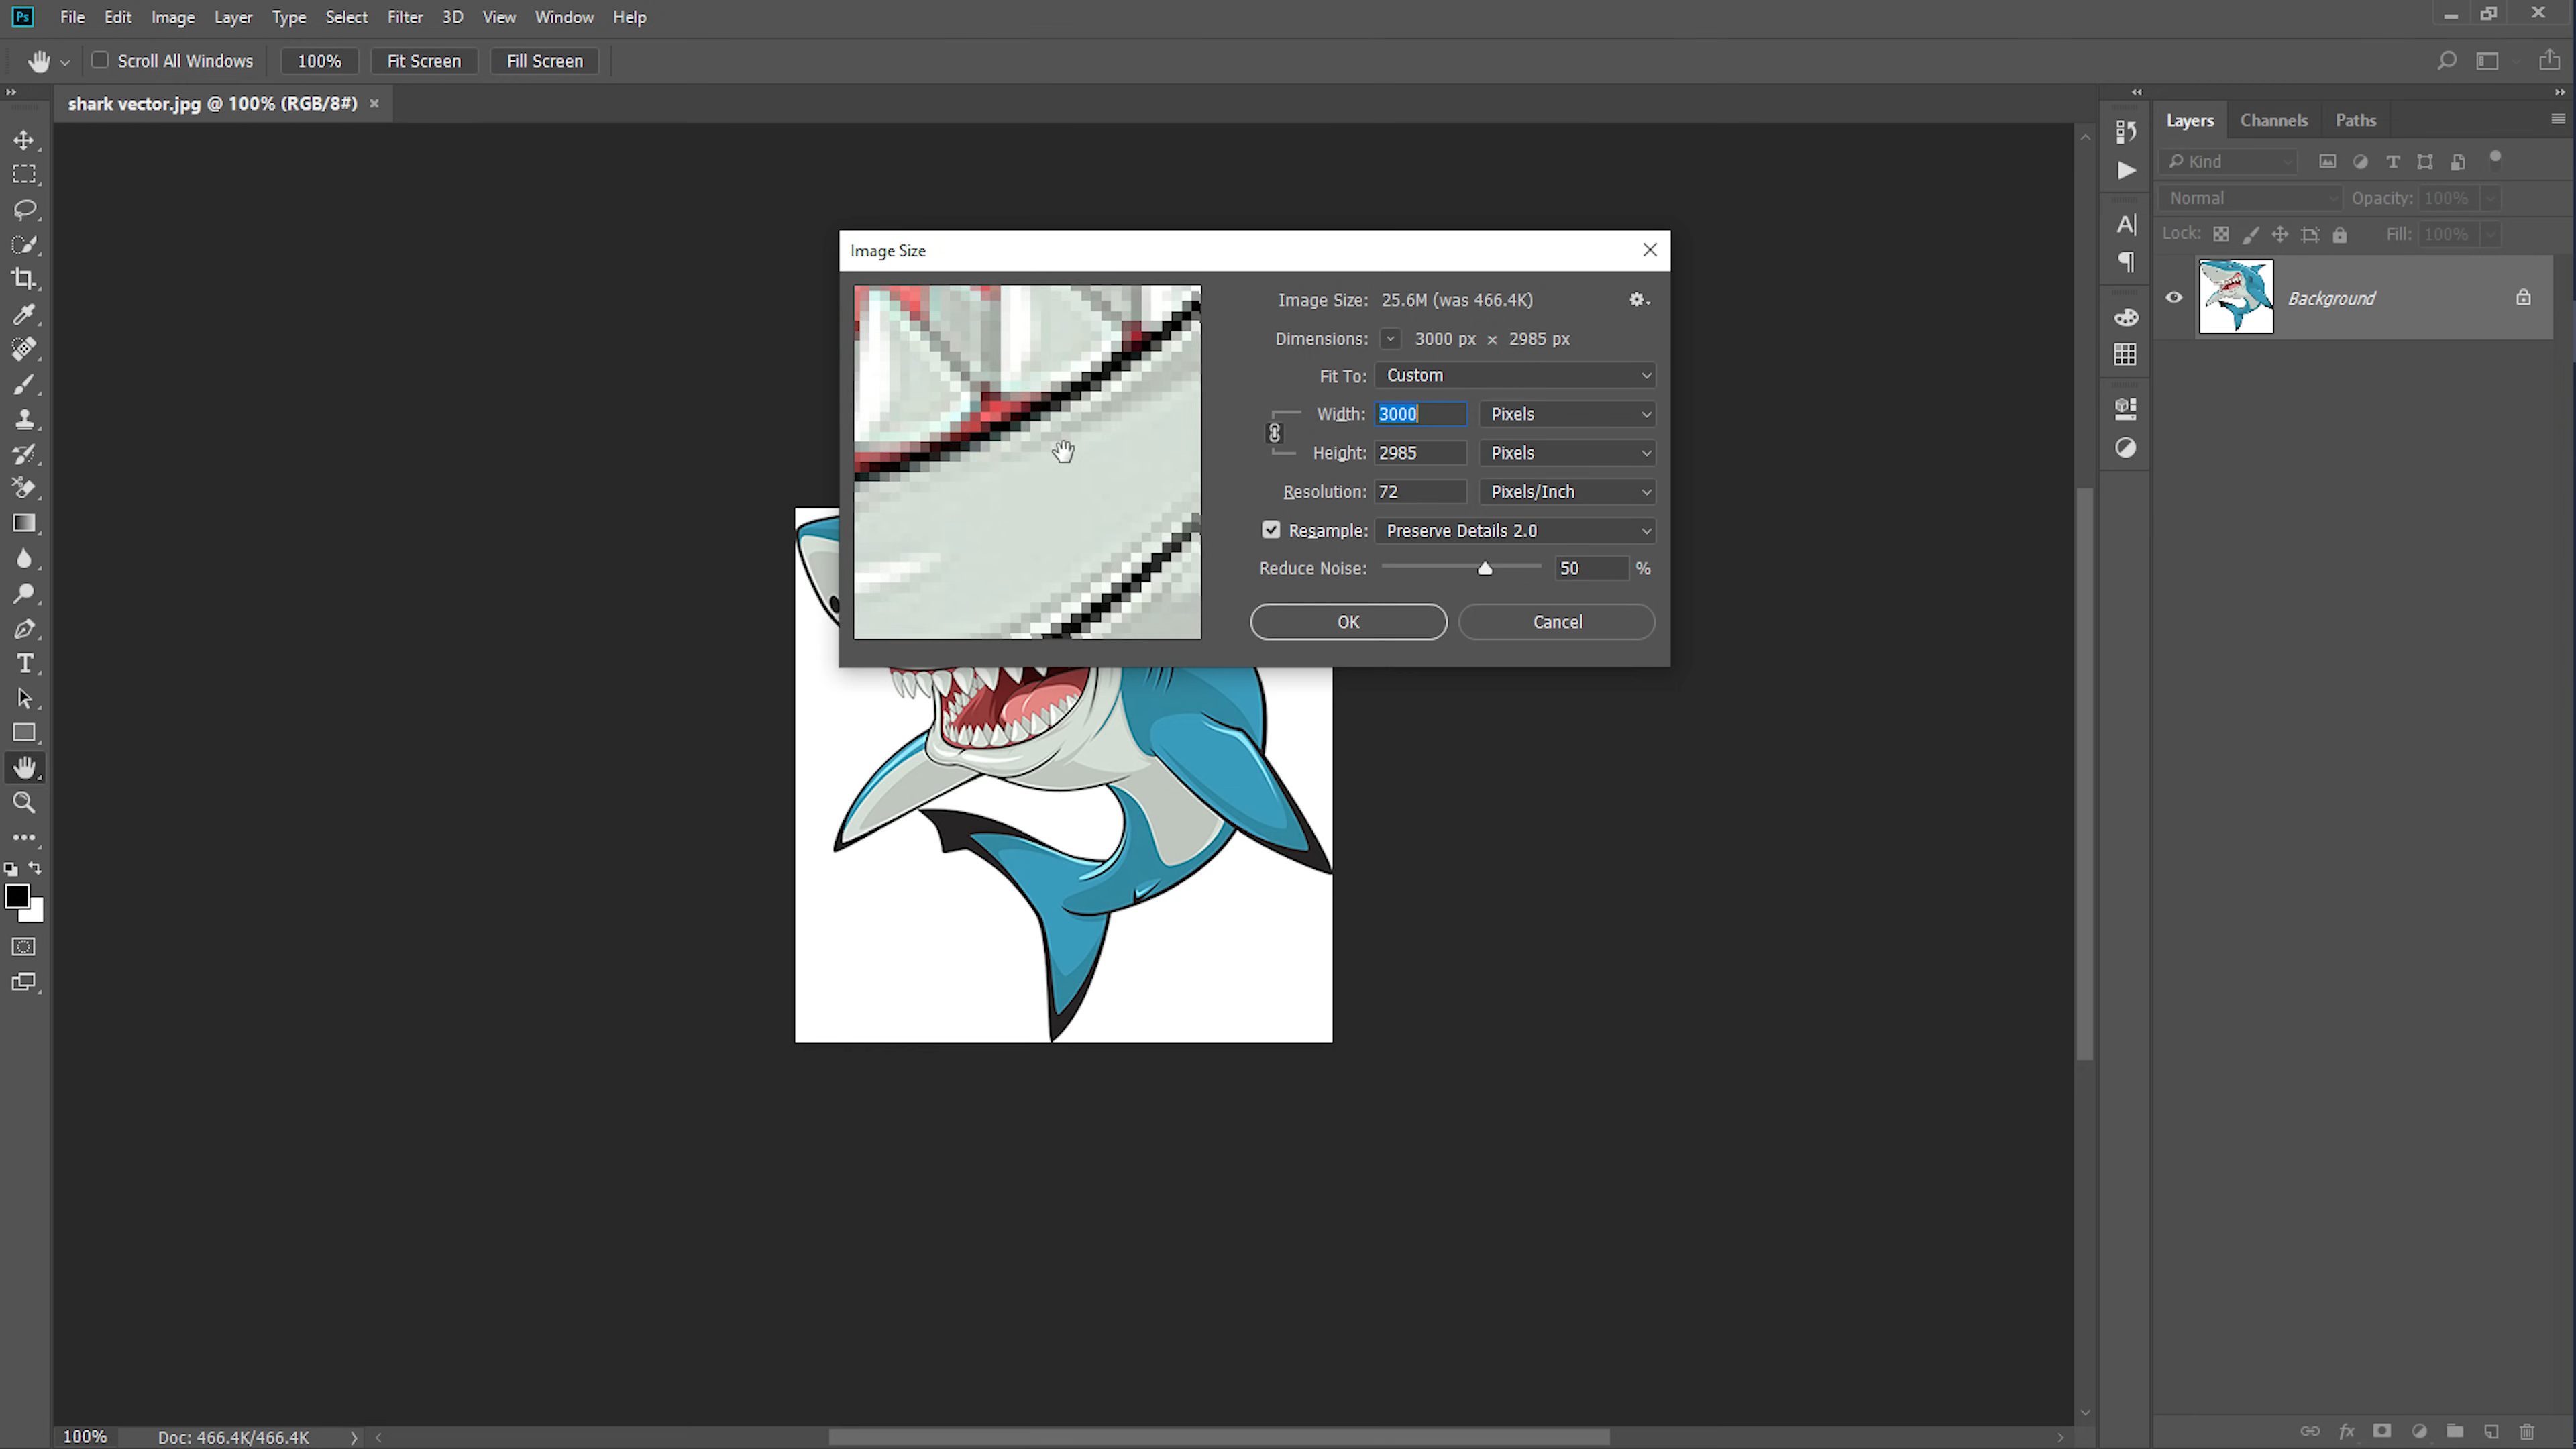 Ps File Edit Image Layer Type Select Filter 3D View Window Help
Scroll All Windows 100% Fit Screen Fill Screen
shark vector.jpg @ 100% (RGB/8#) ×
Layers Channels Paths
Kind
Normal Opacity: 100%
Lock: Fill: 100%
Background
Image Size
Image Size: 25.6M (was 466.4K)
Dimensions: 3000 px × 2985 px
Fit To: Custom
Width: 3000 Pixels
Height: 2985 Pixels
Resolution: 72 Pixels/Inch
Resample: Preserve Details 2.0
Reduce Noise: 50 %
OK Cancel
100% Doc: 466.4K/466.4K